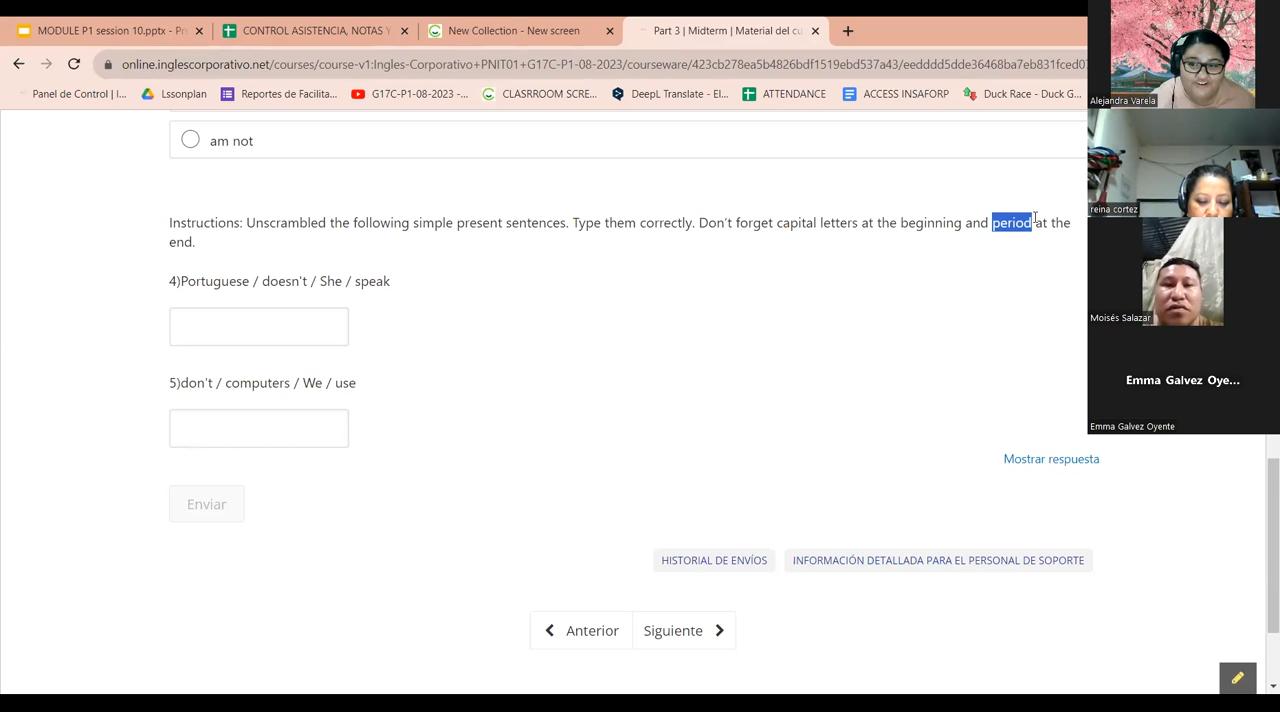 MODULE P1 session 10.pptx - Pr
CONTROL ASISTENCIA, NOTAS Y
New Collection - New screen
Part 3 | Midterm | Material del cu
online.inglescorporativo.net/courses/course-v1:Ingles-Corporativo+PNIT01+G17C-P1-08-2023/courseware/423cb278ea5b4826bdf1519ebd537a43/eedddd5dde36468ba7eb831fced07
Panel de Control | I...
Lssonplan
Reportes de Facilita...
G17C-P1-08-2023 -...
CLASRROOM SCRE...
DeepL Translate - El...
ATTENDANCE
ACCESS INSAFORP
Duck Race - Duck G...
am not
Instructions: Unscrambled the following simple present sentences. Type them correctly. Don't forget capital letters at the beginning and period at the
end.
4)Portuguese / doesn't / She / speak
5)don't / computers / We / use
Mostrar respuesta
Enviar
HISTORIAL DE ENVÍOS
INFORMACIÓN DETALLADA PARA EL PERSONAL DE SOPORTE
Anterior
Siguiente
Alejandra Varela
reina cortez
Moisés Salazar
Emma Galvez Oye...
Emma Galvez Oyente